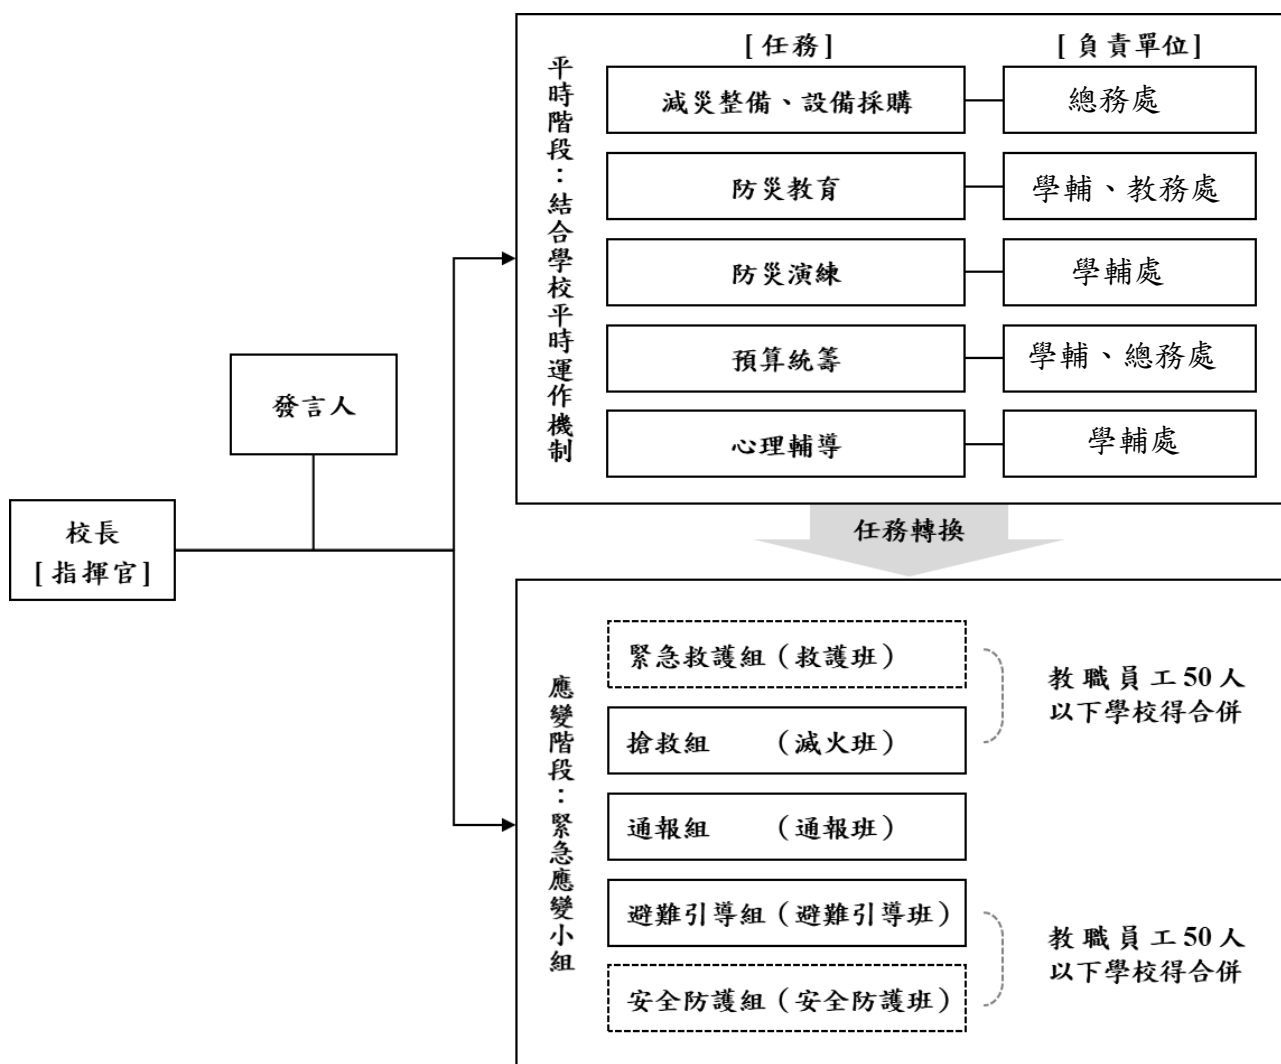 校長
[指揮官]
發言人
平時階段：結合學校平時運作機制
[任務]
[負責單位]
減災整備、設備採購
總務處
防災教育
學輔、教務處
防災演練
學輔處
預算統籌
學輔、總務處
心理輔導
學輔處
任務轉換
應變階段：緊急應變小組
緊急救護組（救護班）
搶救組　　（滅火班）
通報組　　（通報班）
避難引導組（避難引導班）
安全防護組（安全防護班）
教職員工50人
以下學校得合併
教職員工50人
以下學校得合併